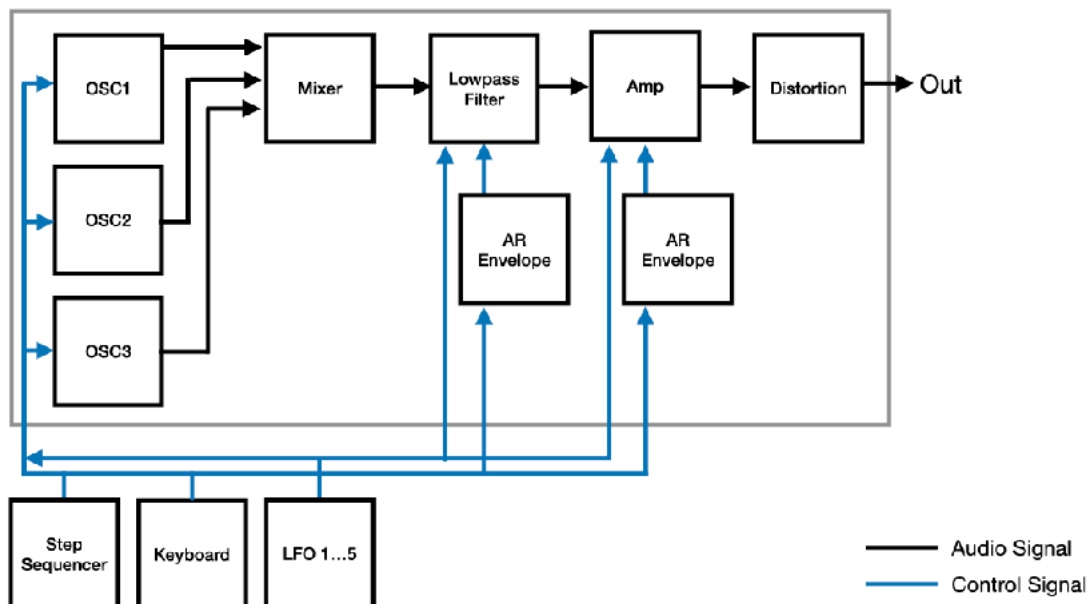 OSC1
Mixer
Lowpass
Filter
Amp
Distortion
Out
OSC2
AR
Envelope
AR
Envelope
OSC3
Step
Sequencer
Keyboard
LFO 1...5
Audio Signal
Control Signal